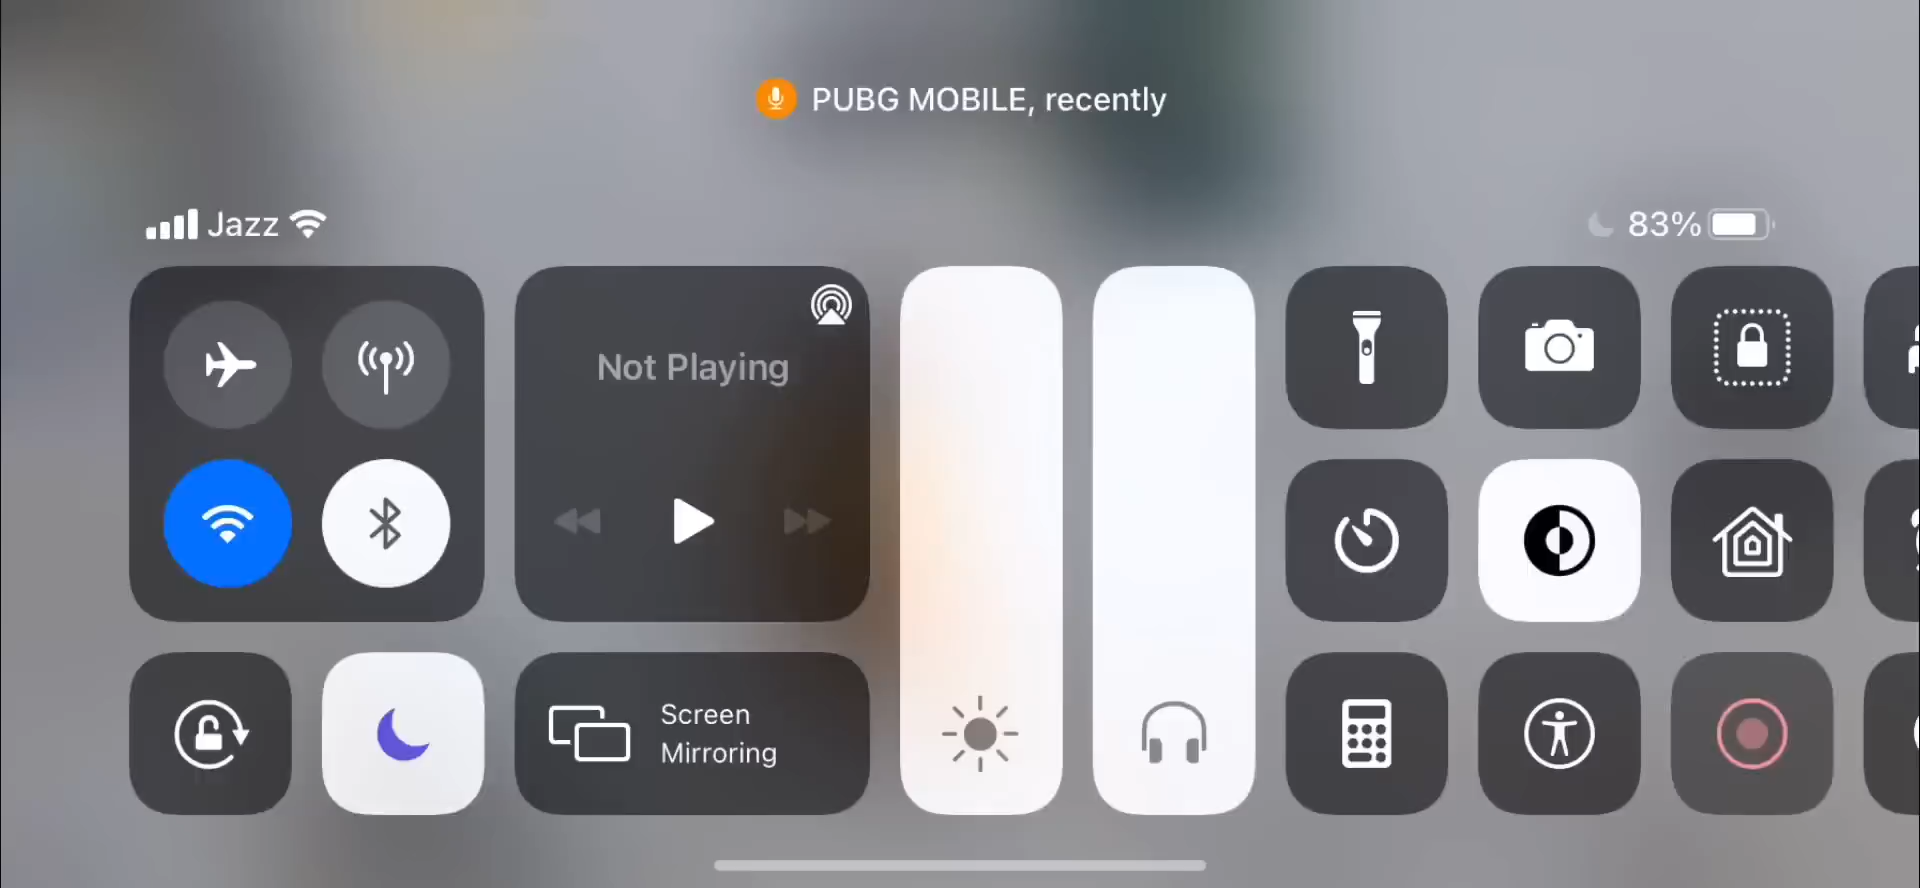 PUBG MOBILE, recently
Jazz
83%
Not Playing
Screen
Mirroring